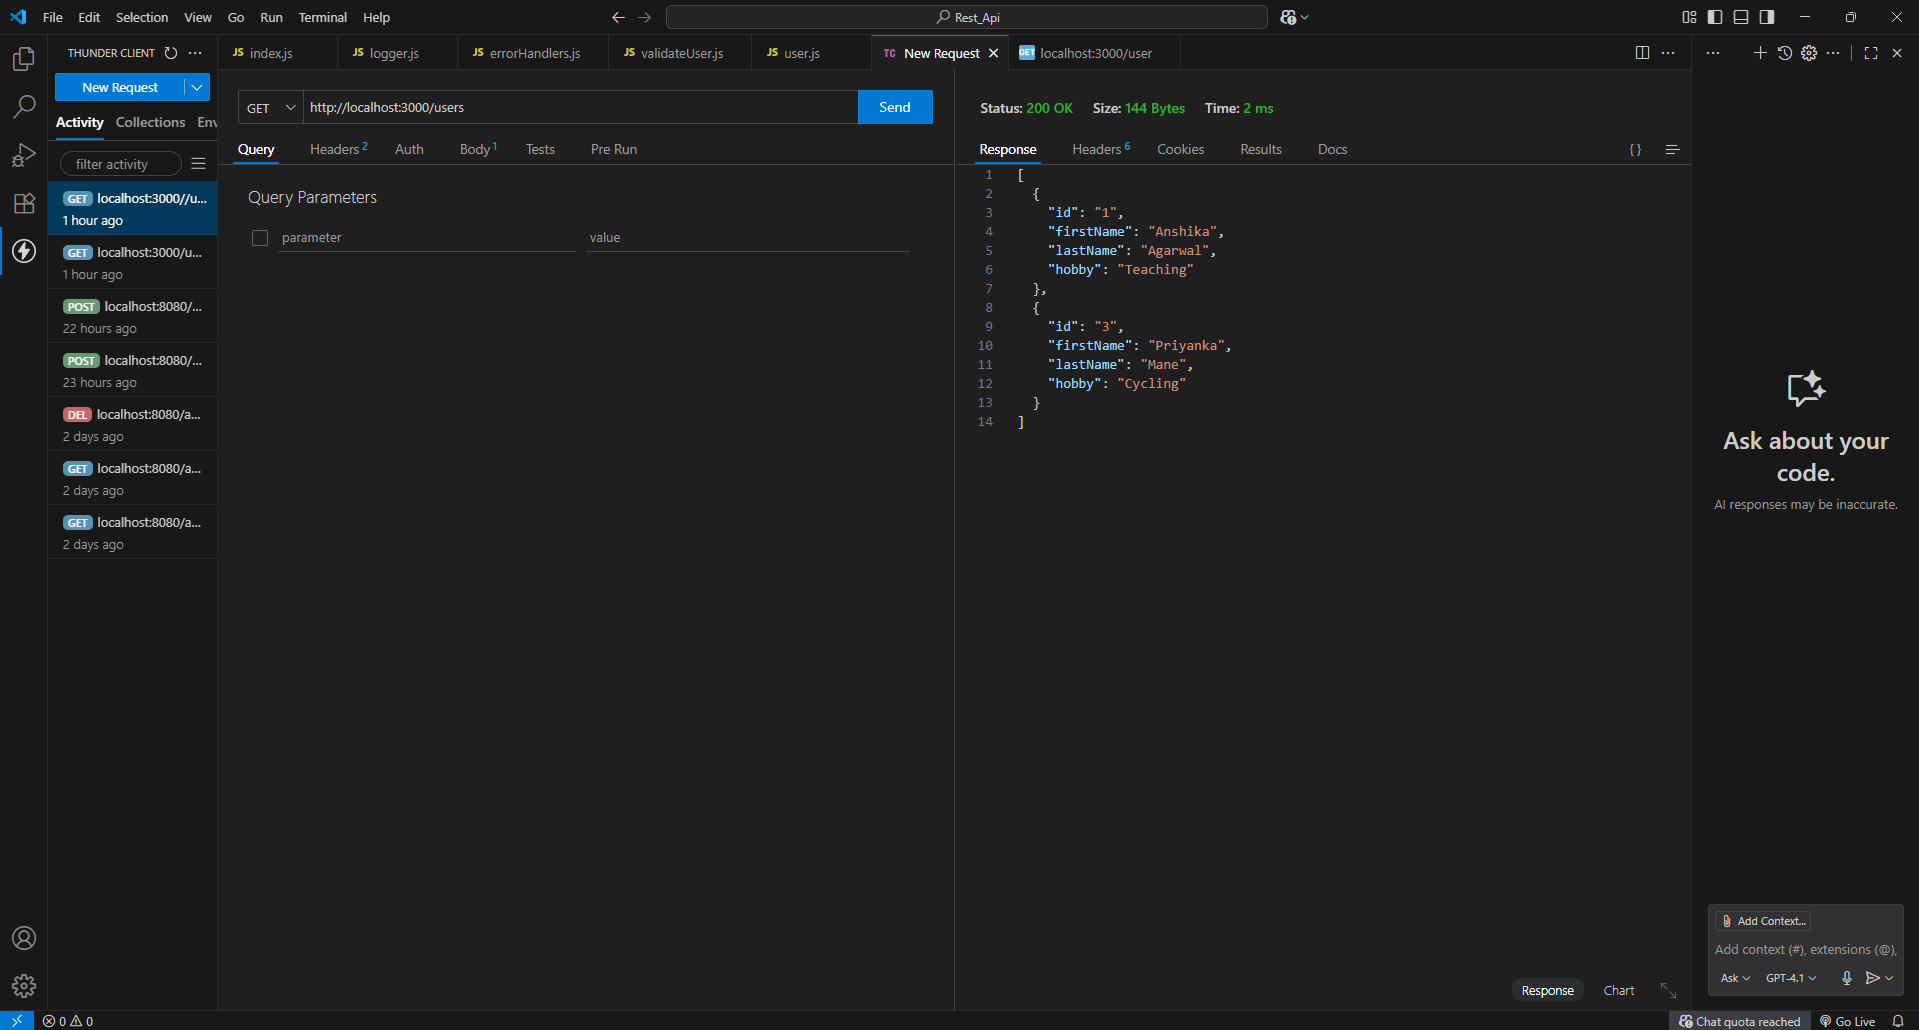 File Edit Selection View Go Run Terminal Help
Rest_Api
THUNDER CLIENT
New Request
Activity Collections Env
filter activity
GET localhost:3000//u...
1 hour ago
GET localhost:3000/u...
1 hour ago
POST localhost:8080/...
22 hours ago
POST localhost:8080/...
23 hours ago
DEL localhost:8080/a...
2 days ago
GET localhost:8080/a...
2 days ago
GET localhost:8080/a...
2 days ago
JS index.js
JS logger.js
JS errorHandlers.js
JS validateUser.js
JS user.js
TC New Request
GET localhost:3000/user
GET http://localhost:3000/users Send
Query Headers 2 Auth Body 1 Tests Pre Run
Query Parameters
parameter value
Status: 200 OK Size: 144 Bytes Time: 2 ms
Response Headers 6 Cookies Results Docs { }
1 [
2 {
3 "id": "1",
4 "firstName": "Anshika",
5 "lastName": "Agarwal",
6 "hobby": "Teaching"
7 },
8 {
9 "id": "3",
10 "firstName": "Priyanka",
11 "lastName": "Mane",
12 "hobby": "Cycling"
13 }
14 ]
Response Chart
Ask about your
code.
AI responses may be inaccurate.
Add Context...
Add context (#), extensions (@),
Ask GPT-4.1
0 0
Chat quota reached Go Live